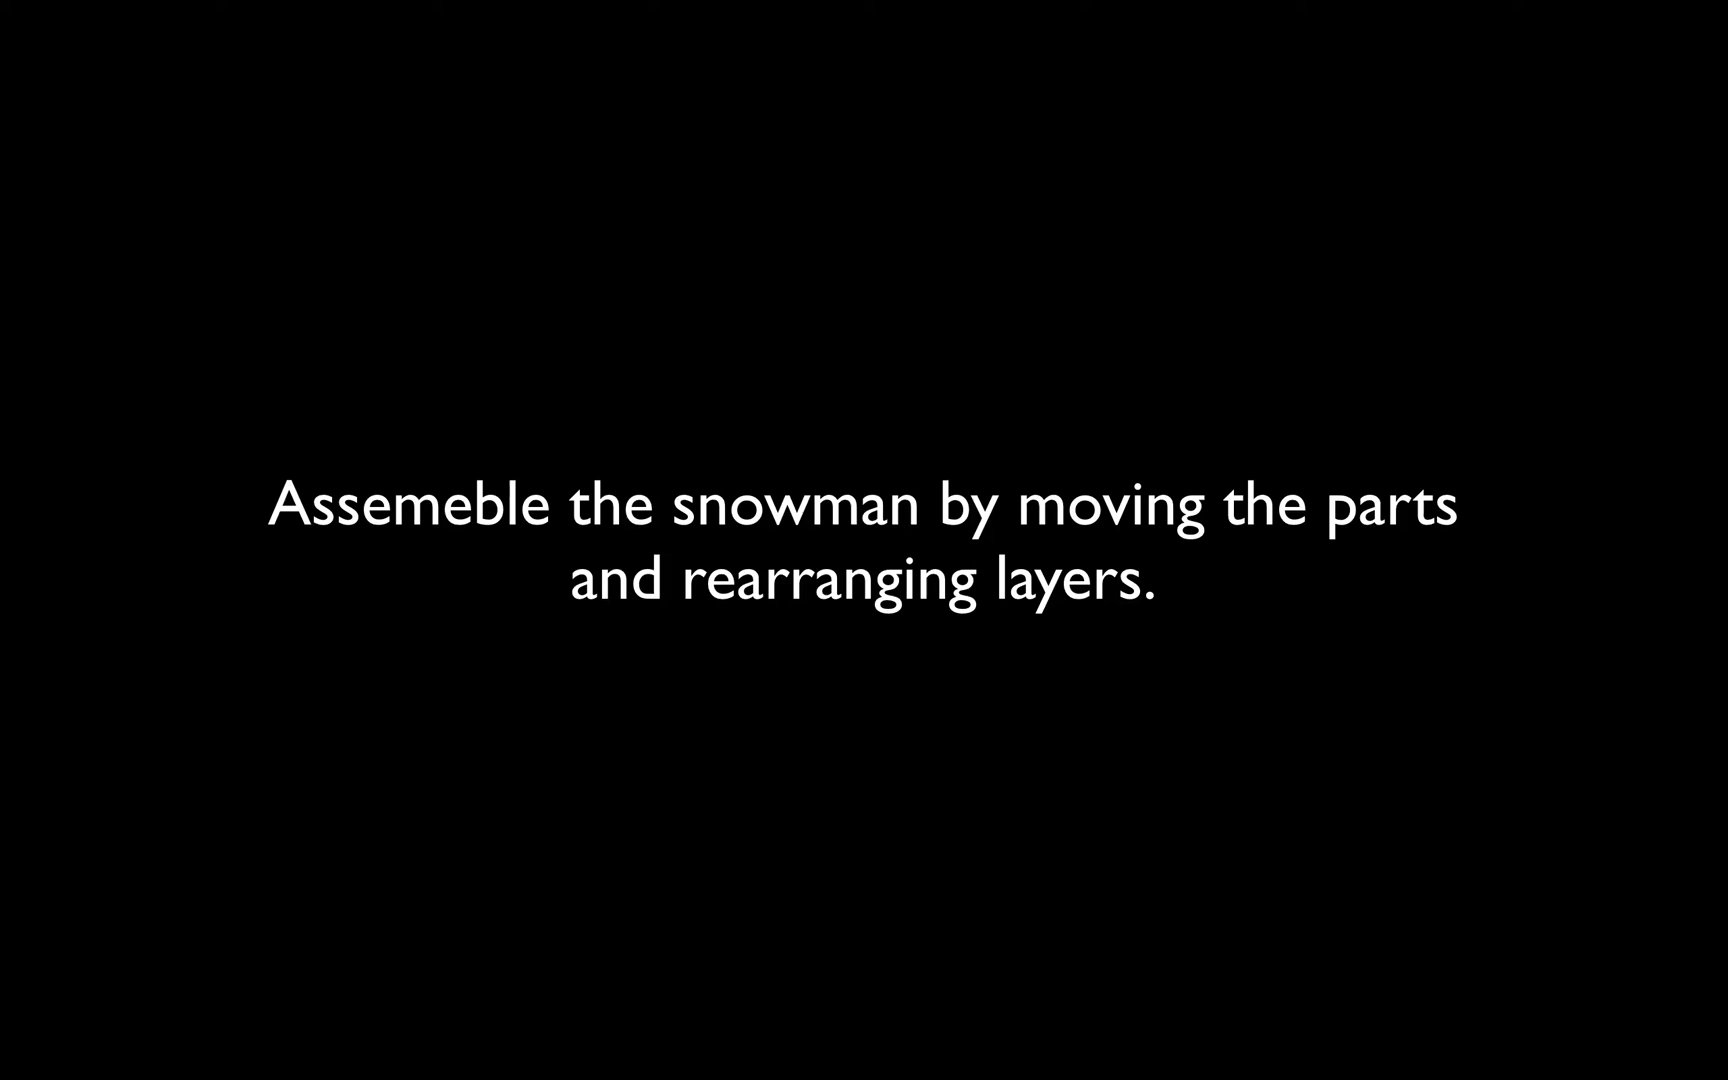 Assemeble the snowman by moving the parts
and rearranging layers.